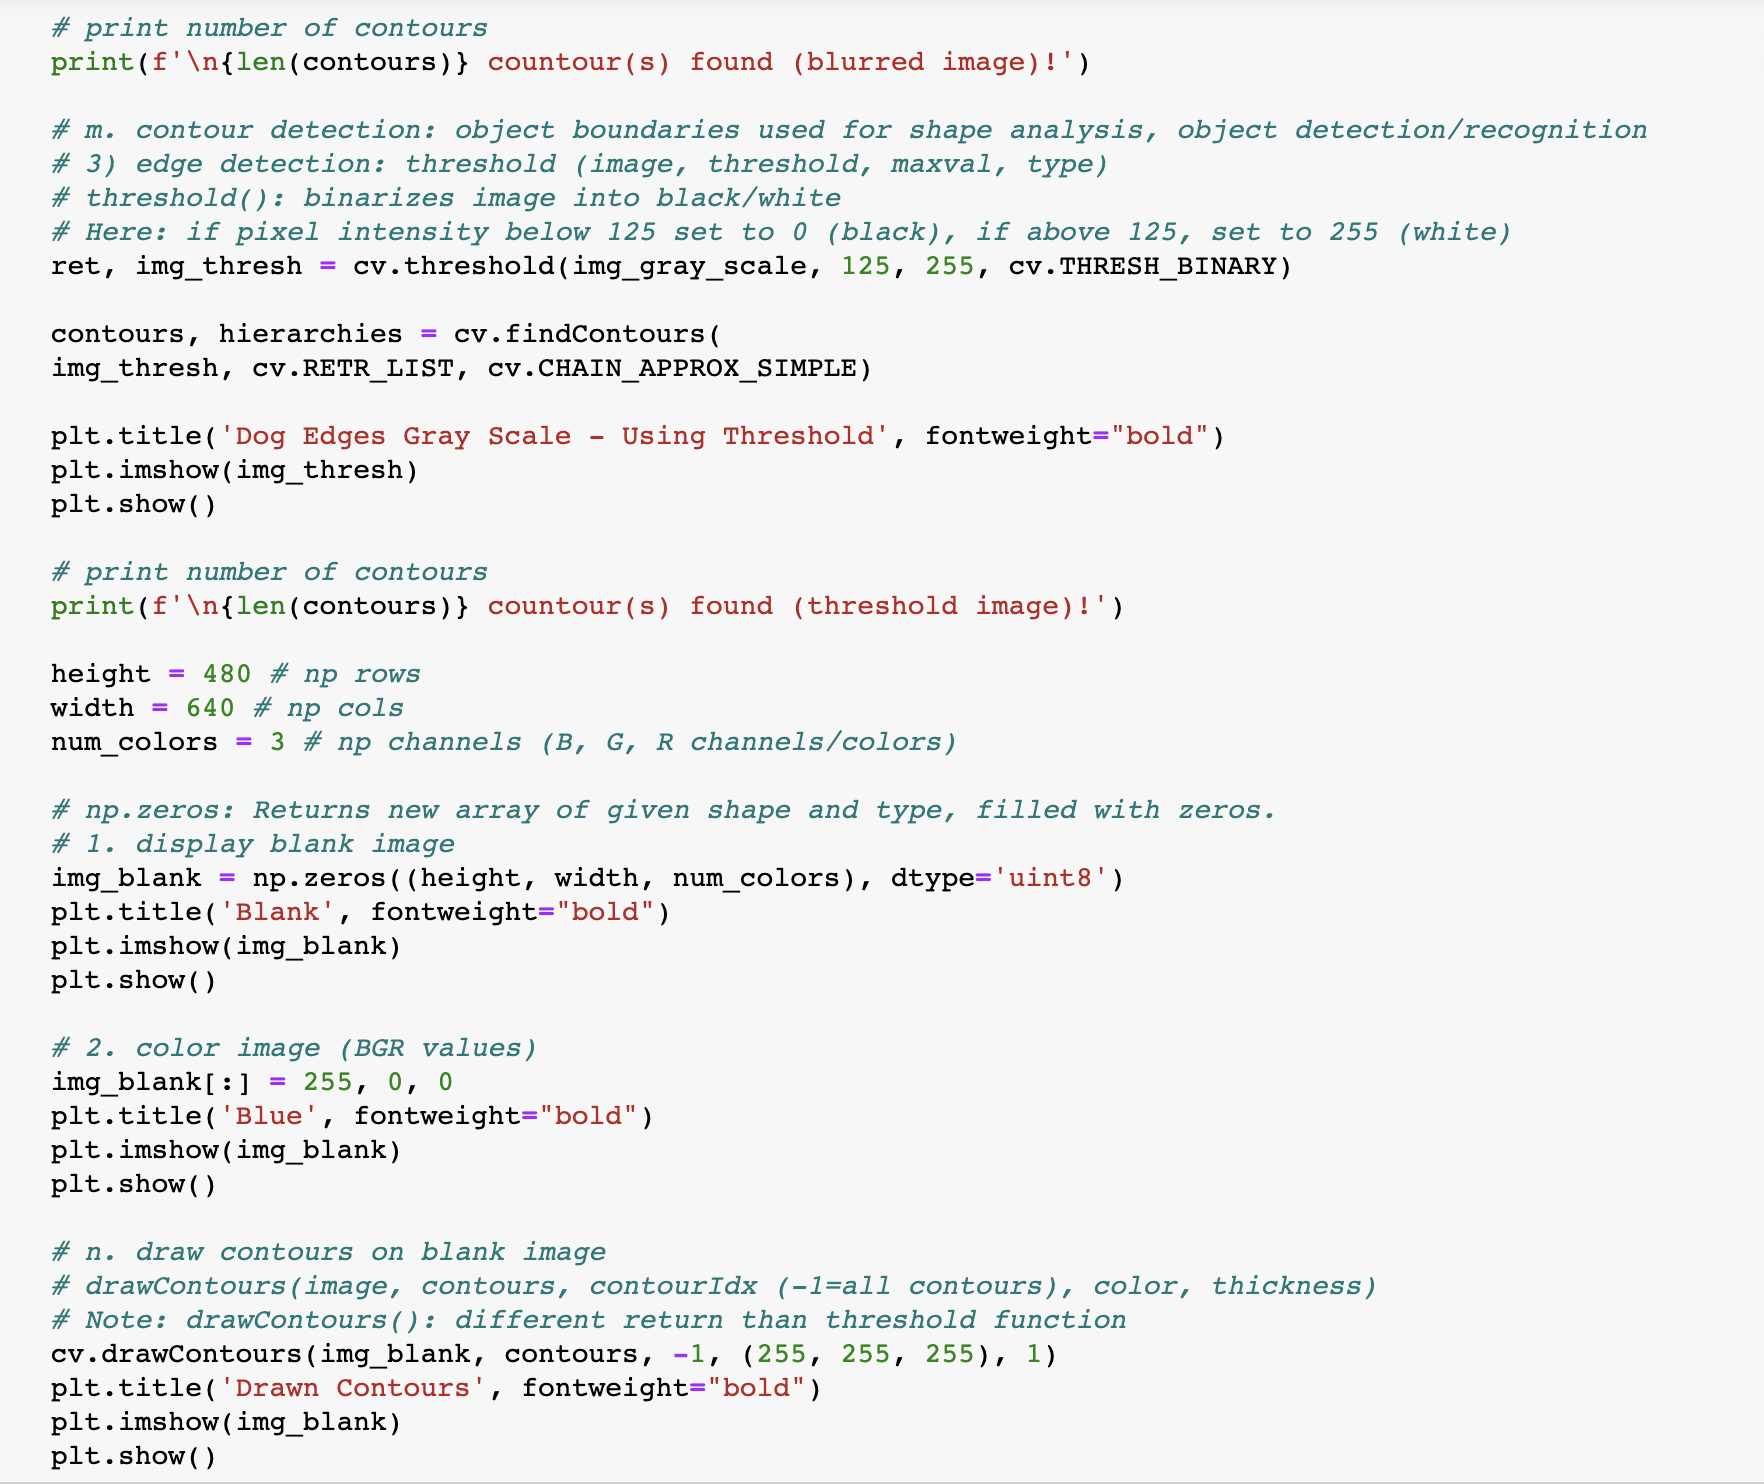 # print number of contours
print(f'\n{len(contours)} countour(s) found (blurred image)!')
# m. contour detection: object boundaries used for shape analysis, object detection/recognition
# 3) edge detection: threshold (image, threshold, maxval, type)
# threshold(): binarizes image into black/white
# Here: if pixel intensity below 125 set to 0 (black), if above 125, set to 255 (white)
ret, img_thresh = cv.threshold(img_gray_scale, 125, 255, cv.THRESH_BINARY)
contours, hierarchies = cv.findContours(
img_thresh, cv.RETR_LIST, cv.CHAIN_APPROX_SIMPLE)
plt.title('Dog Edges Gray Scale - Using Threshold', fontweight="bold")
plt.imshow(img_thresh)
plt.show()
# print number of contours
print(f'\n{len(contours)} countour(s) found (threshold image)!')
height = 480 # np rows
width = 640 # np cols
num_colors = 3 # np channels (B, G, R channels/colors)
# np.zeros: Returns new array of given shape and type, filled with zeros.
# 1. display blank image
img_blank = np.zeros((height, width, num_colors), dtype='uint8')
plt.title('Blank', fontweight="bold")
plt.imshow(img_blank)
plt.show()
# 2. color image (BGR values)
img_blank[:] = 255, 0, 0
plt.title('Blue', fontweight="bold")
plt.imshow(img_blank)
plt.show()
# n. draw contours on blank image
# drawContours(image, contours, contourIdx (-1=all contours), color, thickness)
# Note: drawContours(): different return than threshold function
cv.drawContours(img_blank, contours, -1, (255, 255, 255), 1)
plt.title('Drawn Contours', fontweight="bold")
plt.imshow(img_blank)
plt.show()